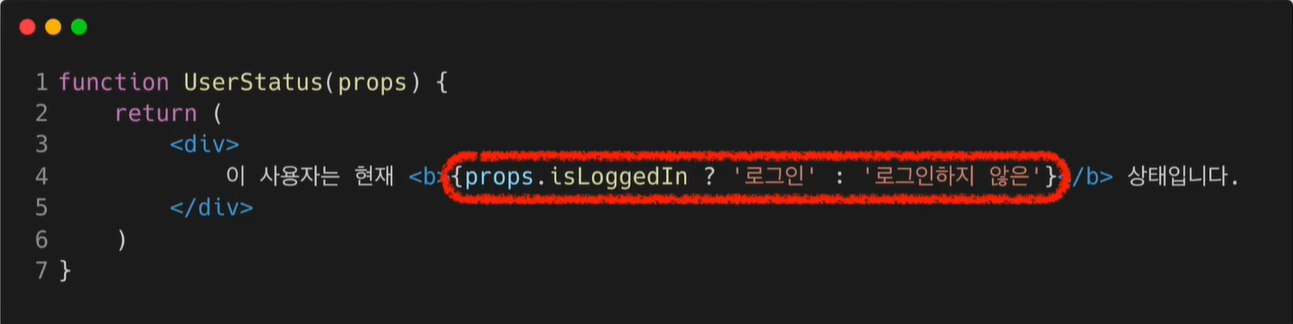 1 function UserStatus(props) {
2     return (
3         <div>
4             이 사용자는 현재 <b>{props.isLoggedIn ? '로그인' : '로그인하지 않은'}</b> 상태입니다.
5         </div>
6     )
7 }